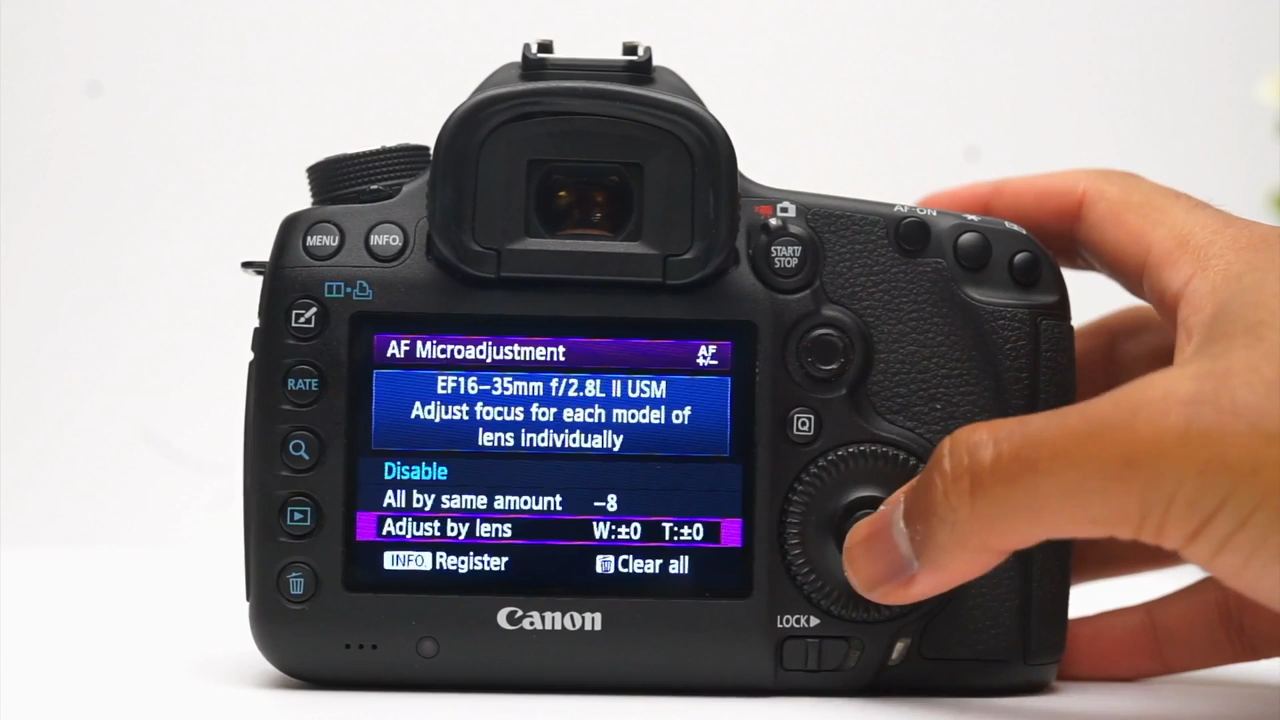 AF-ON
MENU
INFO.
START/
STOP
RATE
AF Microadjustment
AF
+/−
EF16−35mm f/2.8L II USM
Adjust focus for each model of
lens individually
Q
Disable
All by same amount −8
Adjust by lens W:±0 T:±0
INFO. Register Clear all
Canon
LOCK